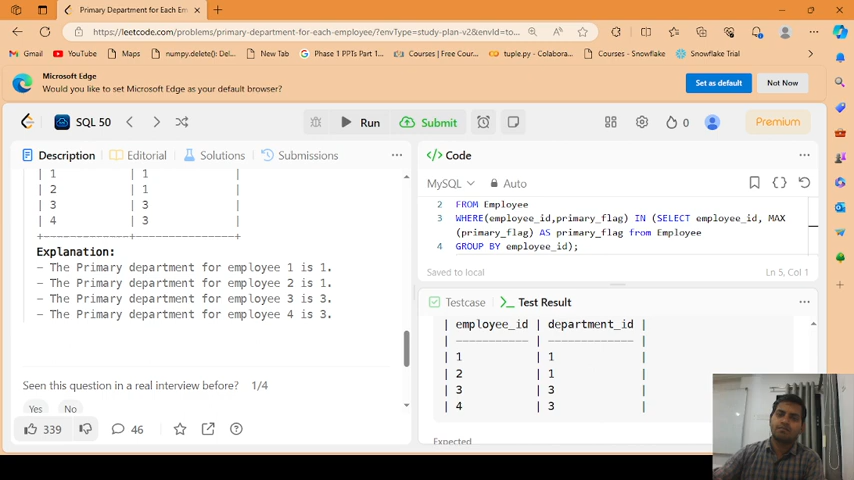 Primary Department for Each Em
https://leetcode.com/problems/primary-department-for-each-employee/?envType=study-plan-v2&envId=to...
Gmail
YouTube
Maps
numpy.delete(): Del...
New Tab
Phase 1 PPTs Part 1...
Courses | Free Cour...
tuple.py - Colabora...
Courses - Snowflake
Snowflake Trial
Microsoft Edge
Would you like to set Microsoft Edge as your default browser?
Set as default
Not Now
SQL 50
Run
Submit
0
Premium
Description
Editorial
Solutions
Submissions
| 1 | 1 |
| 2 | 1 |
| 3 | 3 |
| 4 | 3 |
+-------------+---------------+
Explanation:
- The Primary department for employee 1 is 1.
- The Primary department for employee 2 is 1.
- The Primary department for employee 3 is 3.
- The Primary department for employee 4 is 3.
Seen this question in a real interview before? 1/4
Yes
No
339
46
Code
MySQL
Auto
2 FROM Employee
3 WHERE(employee_id,primary_flag) IN (SELECT employee_id, MAX
(primary_flag) AS primary_flag from Employee
4 GROUP BY employee_id);
Saved to local
Ln 5, Col 1
Testcase
Test Result
| employee_id | department_id |
| ----------- | ------------- |
| 1 | 1 |
| 2 | 1 |
| 3 | 3 |
| 4 | 3 |
Expected